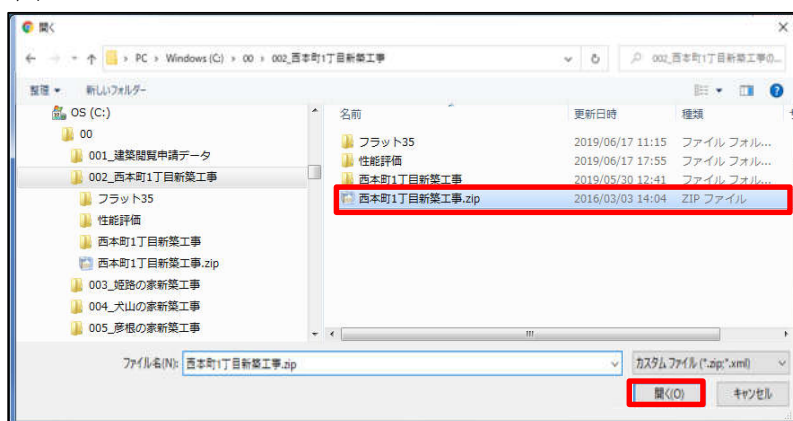 開く
PC › Windows (C:) › 00 › 002_西本町1丁目新築工事
002_西本町1丁目新築工事の...
整理
新しいフォルダー
OS (C:)
00
001_建築閲覧申請データ
002_西本町1丁目新築工事
フラット35
性能評価
西本町1丁目新築工事
西本町1丁目新築工事.zip
003_姫路の家新築工事
004_犬山の家新築工事
005_彦根の家新築工事
名前 更新日時 種類
フラット35 2019/06/17 11:15 ファイル フォル...
性能評価 2019/06/17 17:55 ファイル フォル...
西本町1丁目新築工事 2019/05/30 12:41 ファイル フォル...
西本町1丁目新築工事.zip 2016/03/03 14:04 ZIP ファイル
ファイル名(N): 西本町1丁目新築工事.zip
カスタム ファイル (*.zip;*.xml)
開く(O) キャンセル